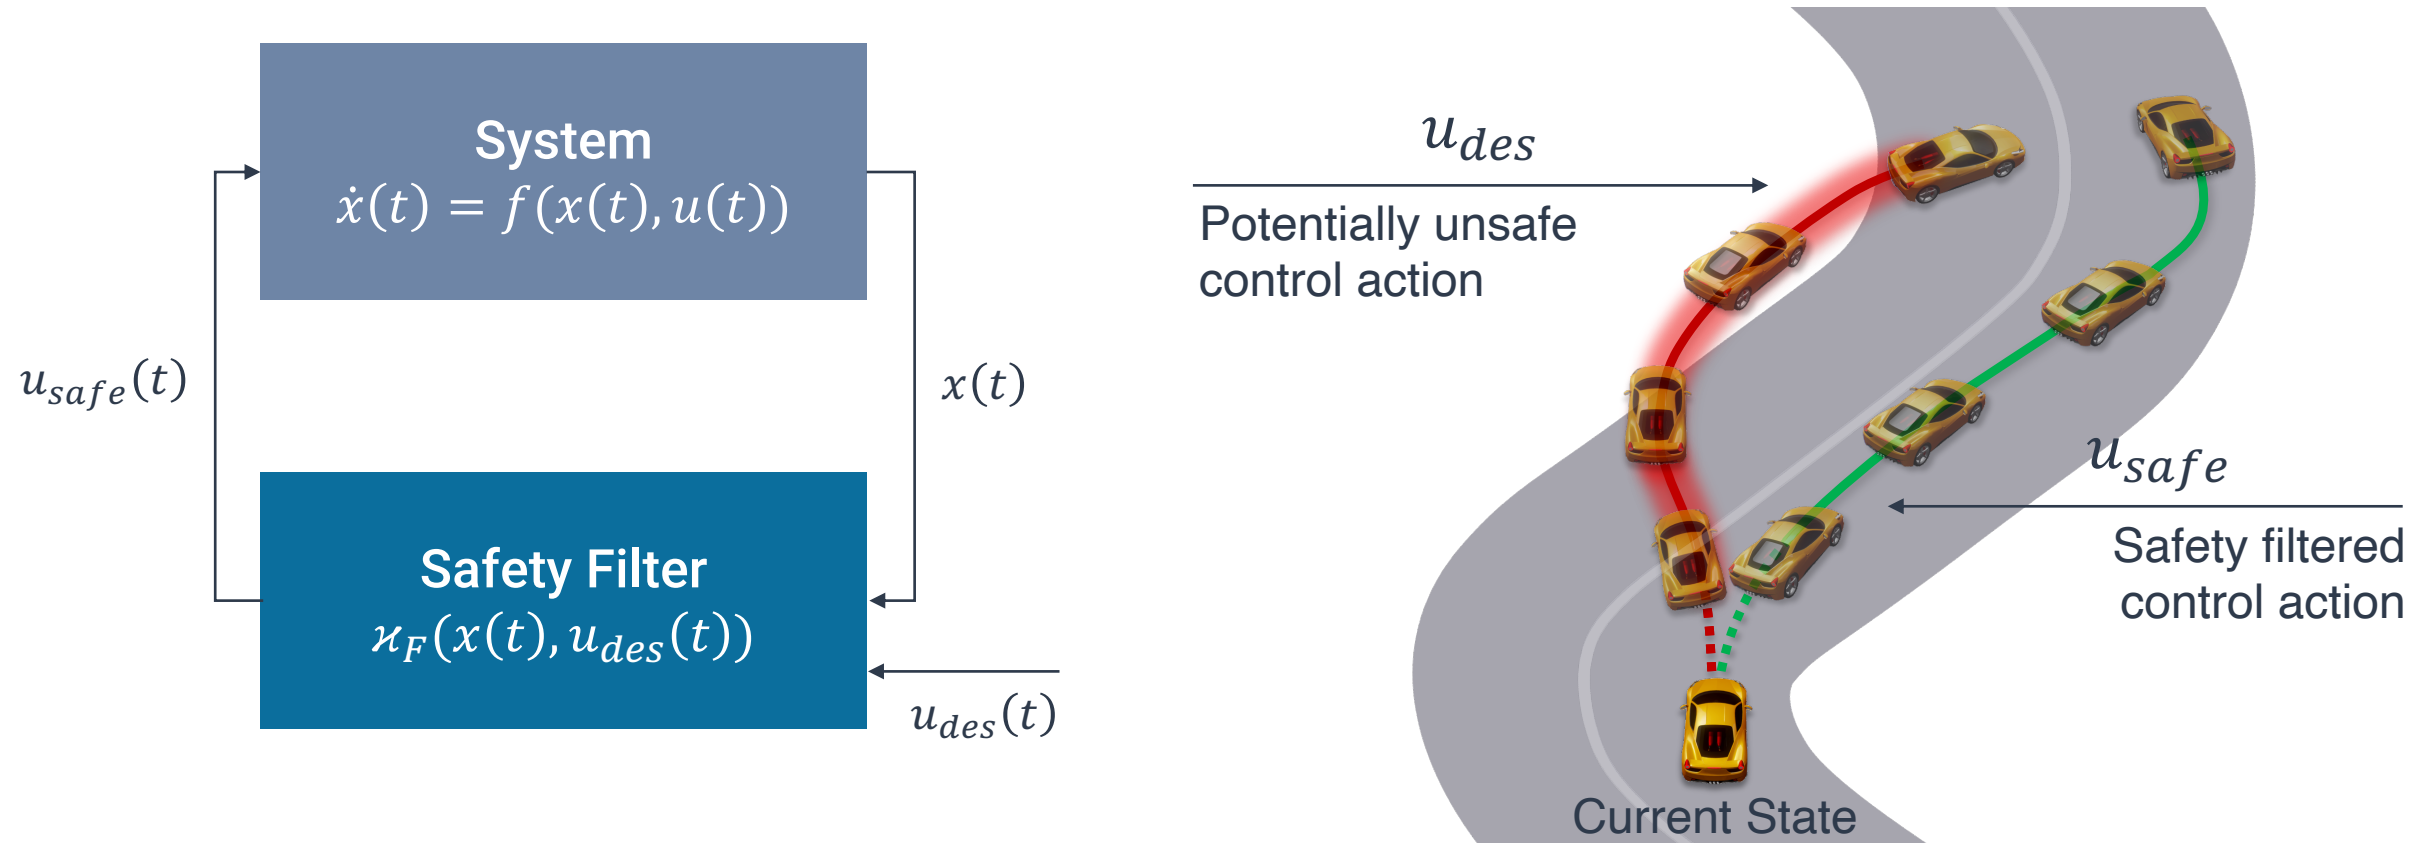 System
ẋ(t) = f(x(t), u(t))
u_safe(t)
x(t)
Safety Filter
ϰ_F(x(t), u_des(t))
u_des(t)
u_des
Potentially unsafe
control action
u_safe
Safety filtered
control action
Current State